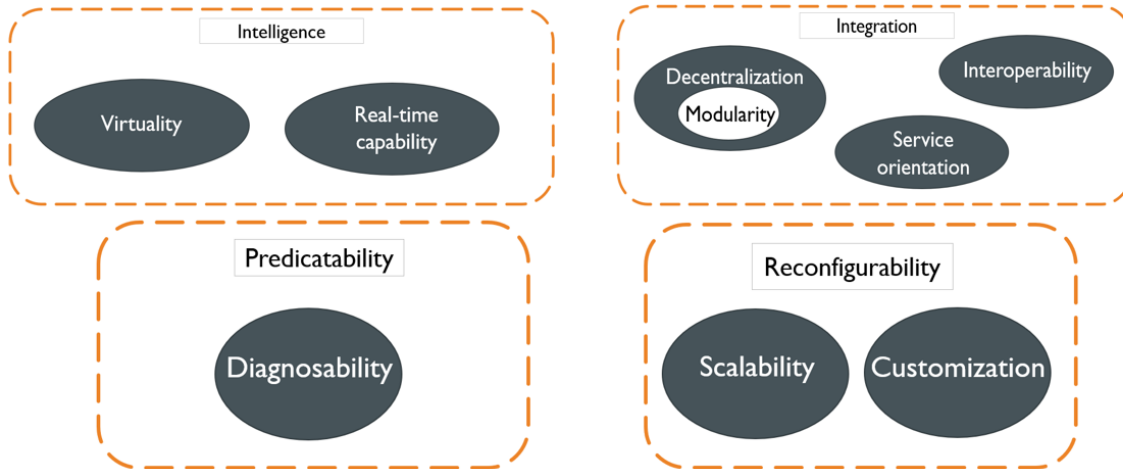 Intelligence
Virtuality
Real-time
capability
Integration
Decentralization
Modularity
Interoperability
Service
orientation
Predicatability
Diagnosability
Reconfigurability
Scalability
Customization